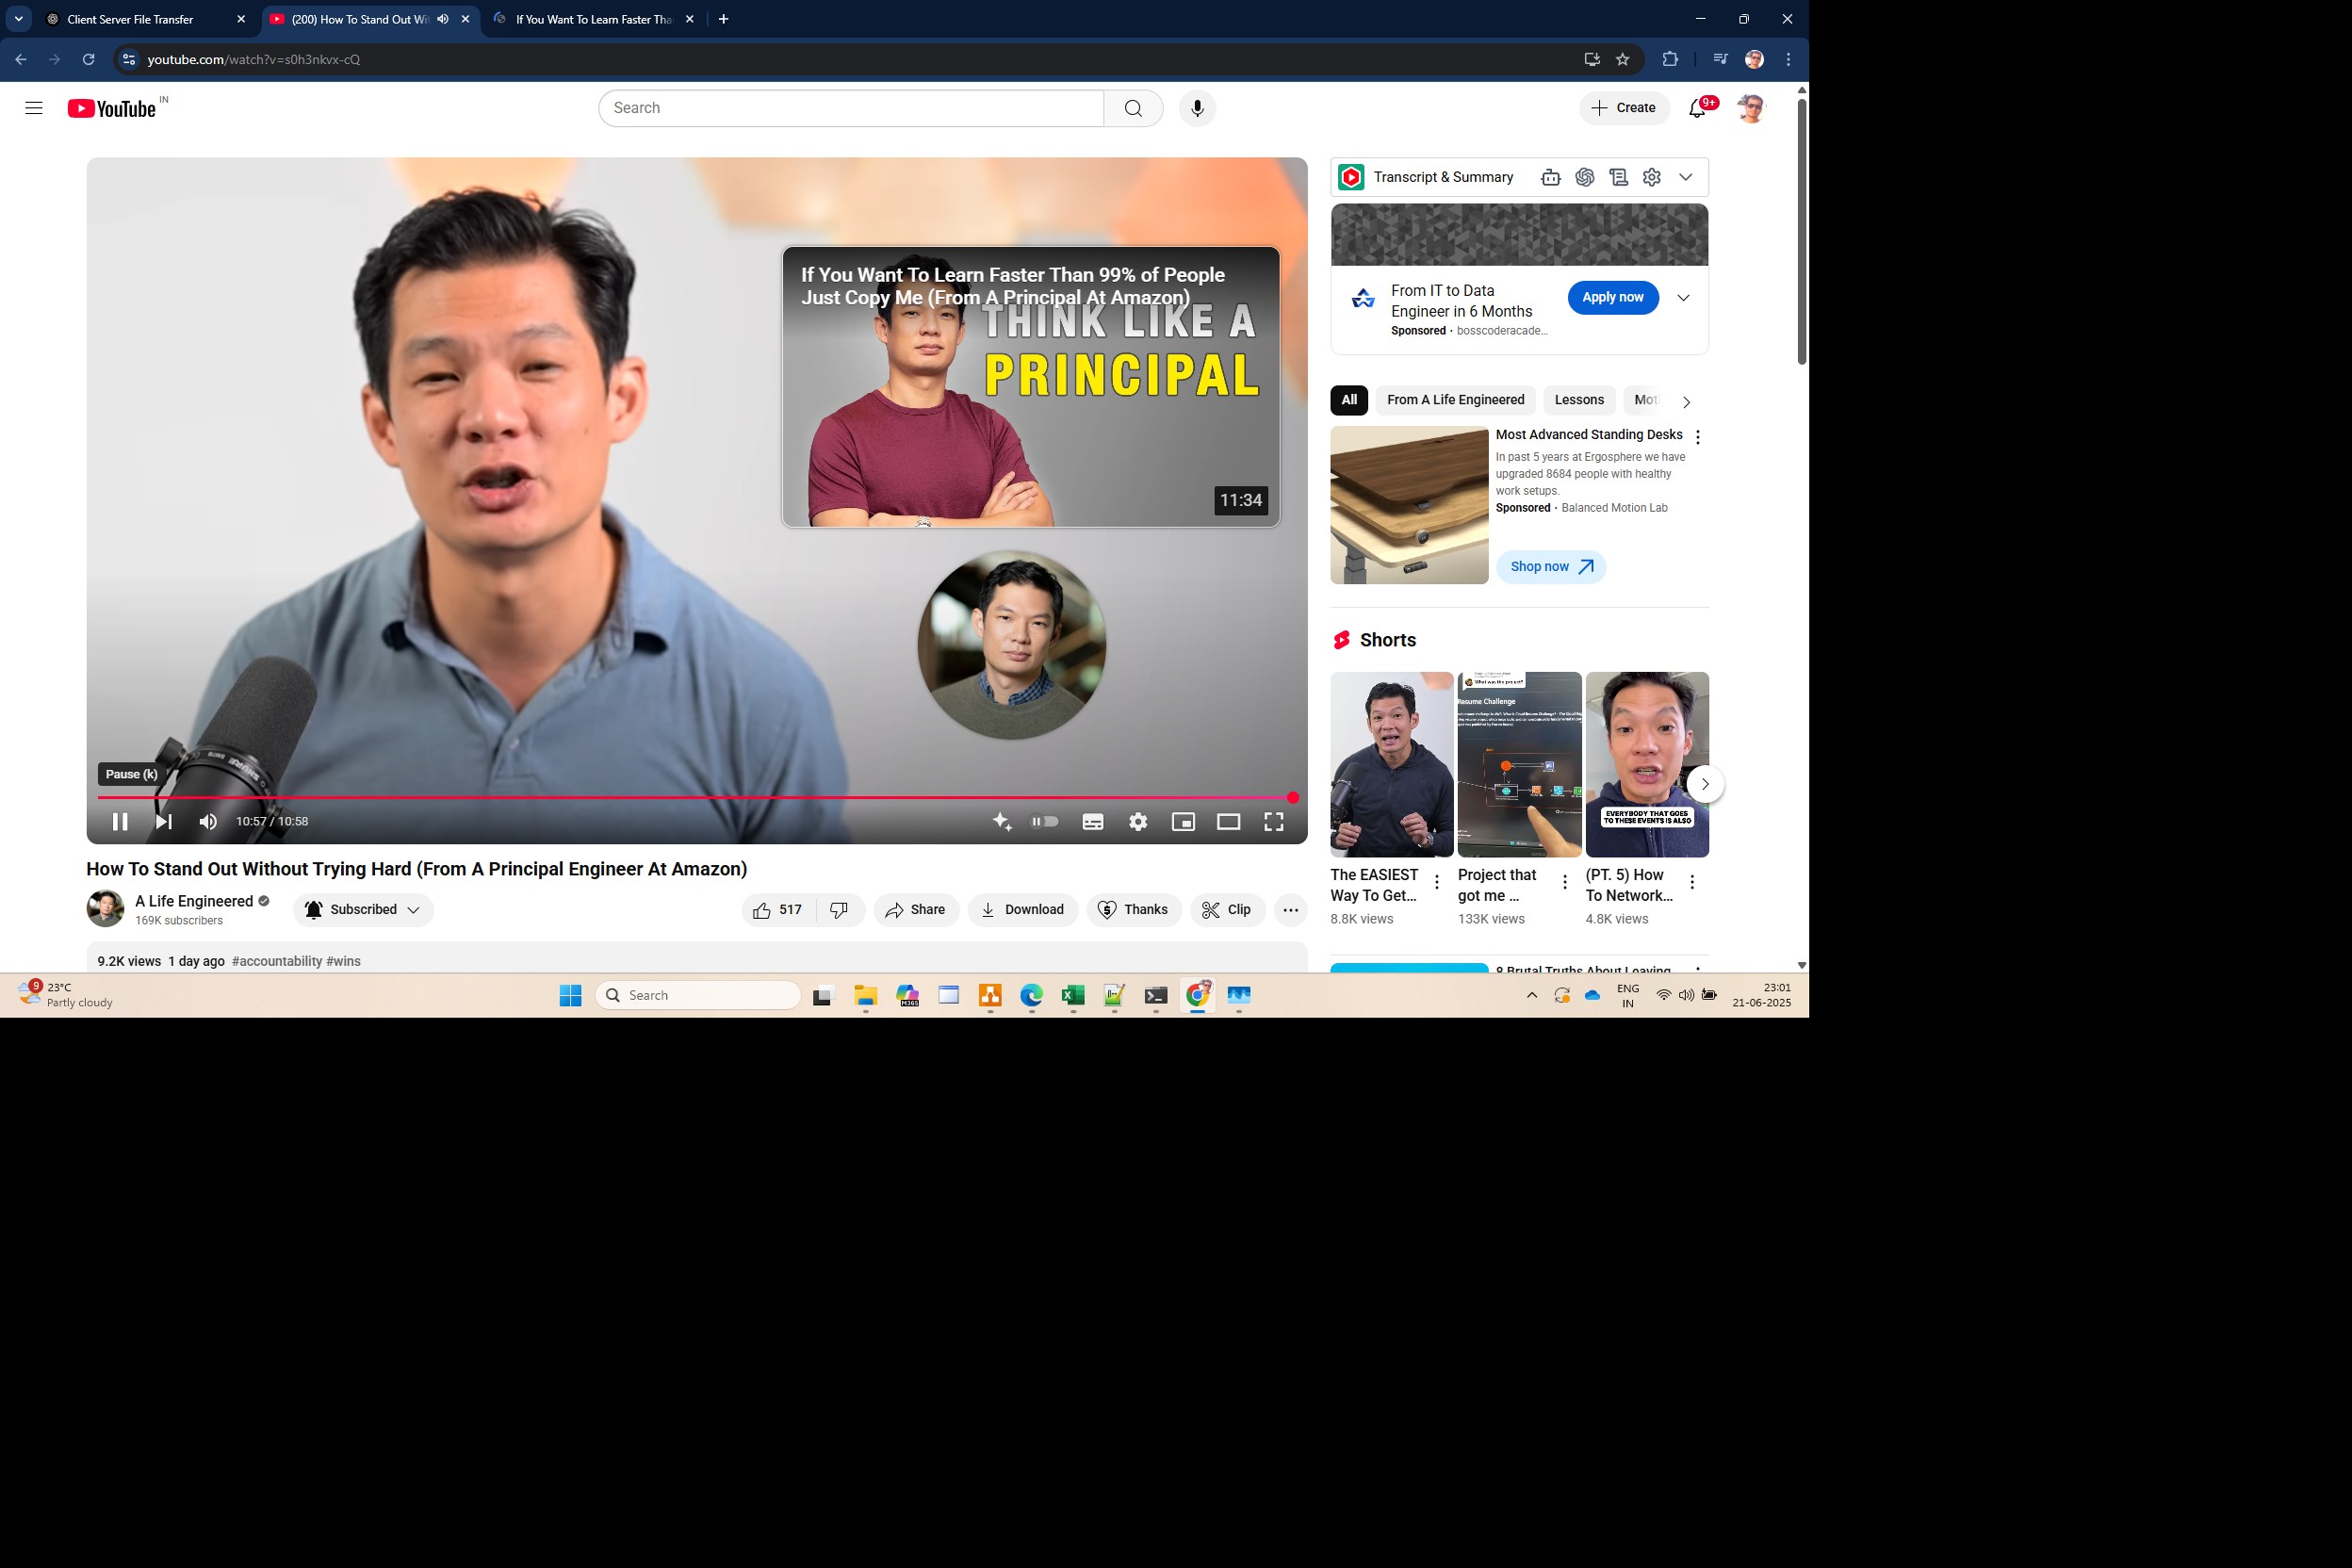 Client Server File Transfer
(200) How To Stand Out Wit
If You Want To Learn Faster Tha
youtube.com/watch?v=s0h3nkvx-cQ
YouTube IN
Search
Create
9+
If You Want To Learn Faster Than 99% of People
Just Copy Me (From A Principal At Amazon)
THINK LIKE A
PRINCIPAL
11:34
Pause (k)
10:57 / 10:58
How To Stand Out Without Trying Hard (From A Principal Engineer At Amazon)
A Life Engineered
169K subscribers
Subscribed
517
Share
Download
Thanks
Clip
9.2K views 1 day ago #accountability #wins
Transcript & Summary
From IT to Data
Engineer in 6 Months
Sponsored · bosscoderacade...
Apply now
All
From A Life Engineered
Lessons
Mot
Most Advanced Standing Desks
In past 5 years at Ergosphere we have
upgraded 8684 people with healthy
work setups.
Sponsored · Balanced Motion Lab
Shop now
Shorts
What was the project?
Resume Challenge
EVERYBODY THAT GOES
TO THESE EVENTS IS ALSO
The EASIEST
Way To Get...
8.8K views
Project that
got me ...
133K views
(PT. 5) How
To Network...
4.8K views
8 Brutal Truths About Leaving
9
23°C
Partly cloudy
Search
M365
ENG
IN
23:01
21-06-2025